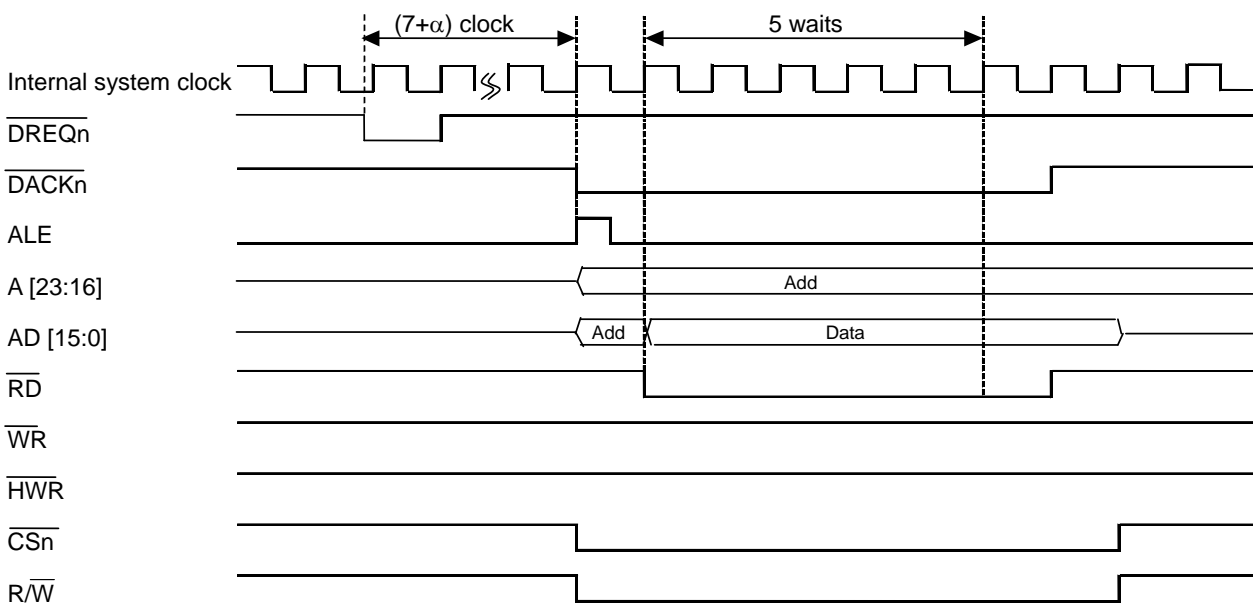 (7+α) clock
5 waits
Internal system clock
DREQn
DACKn
ALE
A [23:16]
Add
AD [15:0]
Add
Data
RD
WR
HWR
CSn
R/W